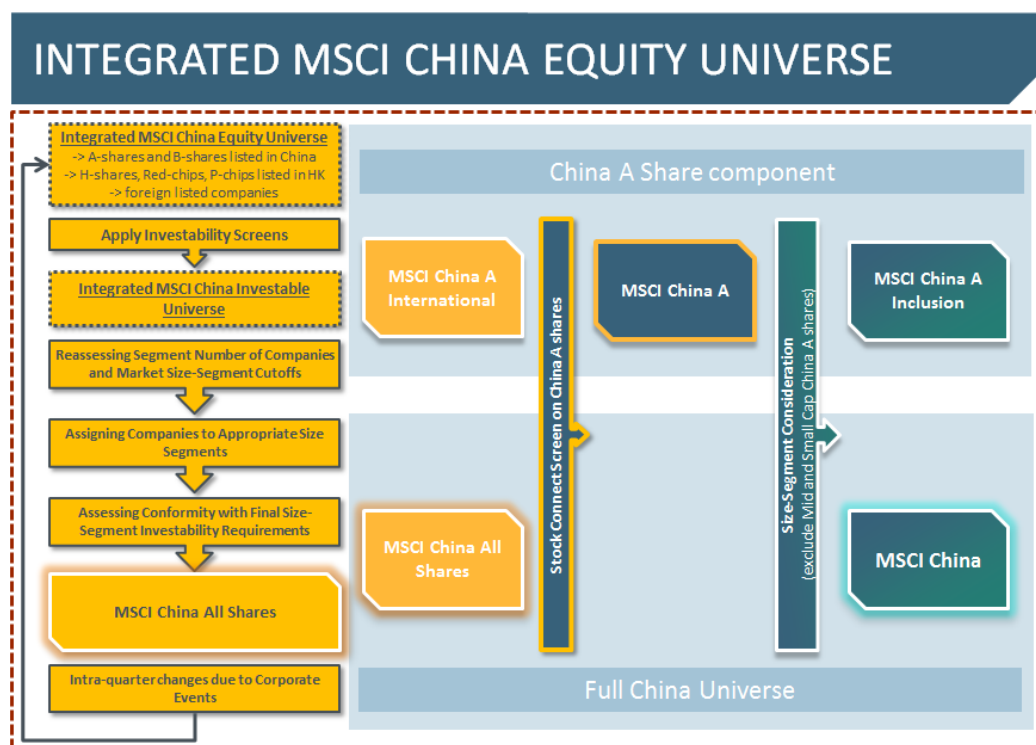 INTEGRATED MSCI CHINA EQUITY UNIVERSE
Integrated MSCI China Equity Universe
-> A-shares and B-shares listed in China
-> H-shares, Red-chips, P-chips listed in HK
-> foreign listed companies
Apply Investability Screens
Integrated MSCI China Investable
Universe
Reassessing Segment Number of Companies
and Market Size-Segment Cutoffs
Assigning Companies to Appropriate Size
Segments
Assessing Conformity with Final Size-
Segment Investability Requirements
MSCI China All Shares
Intra-quarter changes due to Corporate
Events
China A Share component
MSCI China A
International
Stock Connect Screen on China A shares
MSCI China A
Size-Segment Consideration
(exclude Mid and Small Cap China A shares)
MSCI China A
Inclusion
MSCI China All
Shares
MSCI China
Full China Universe